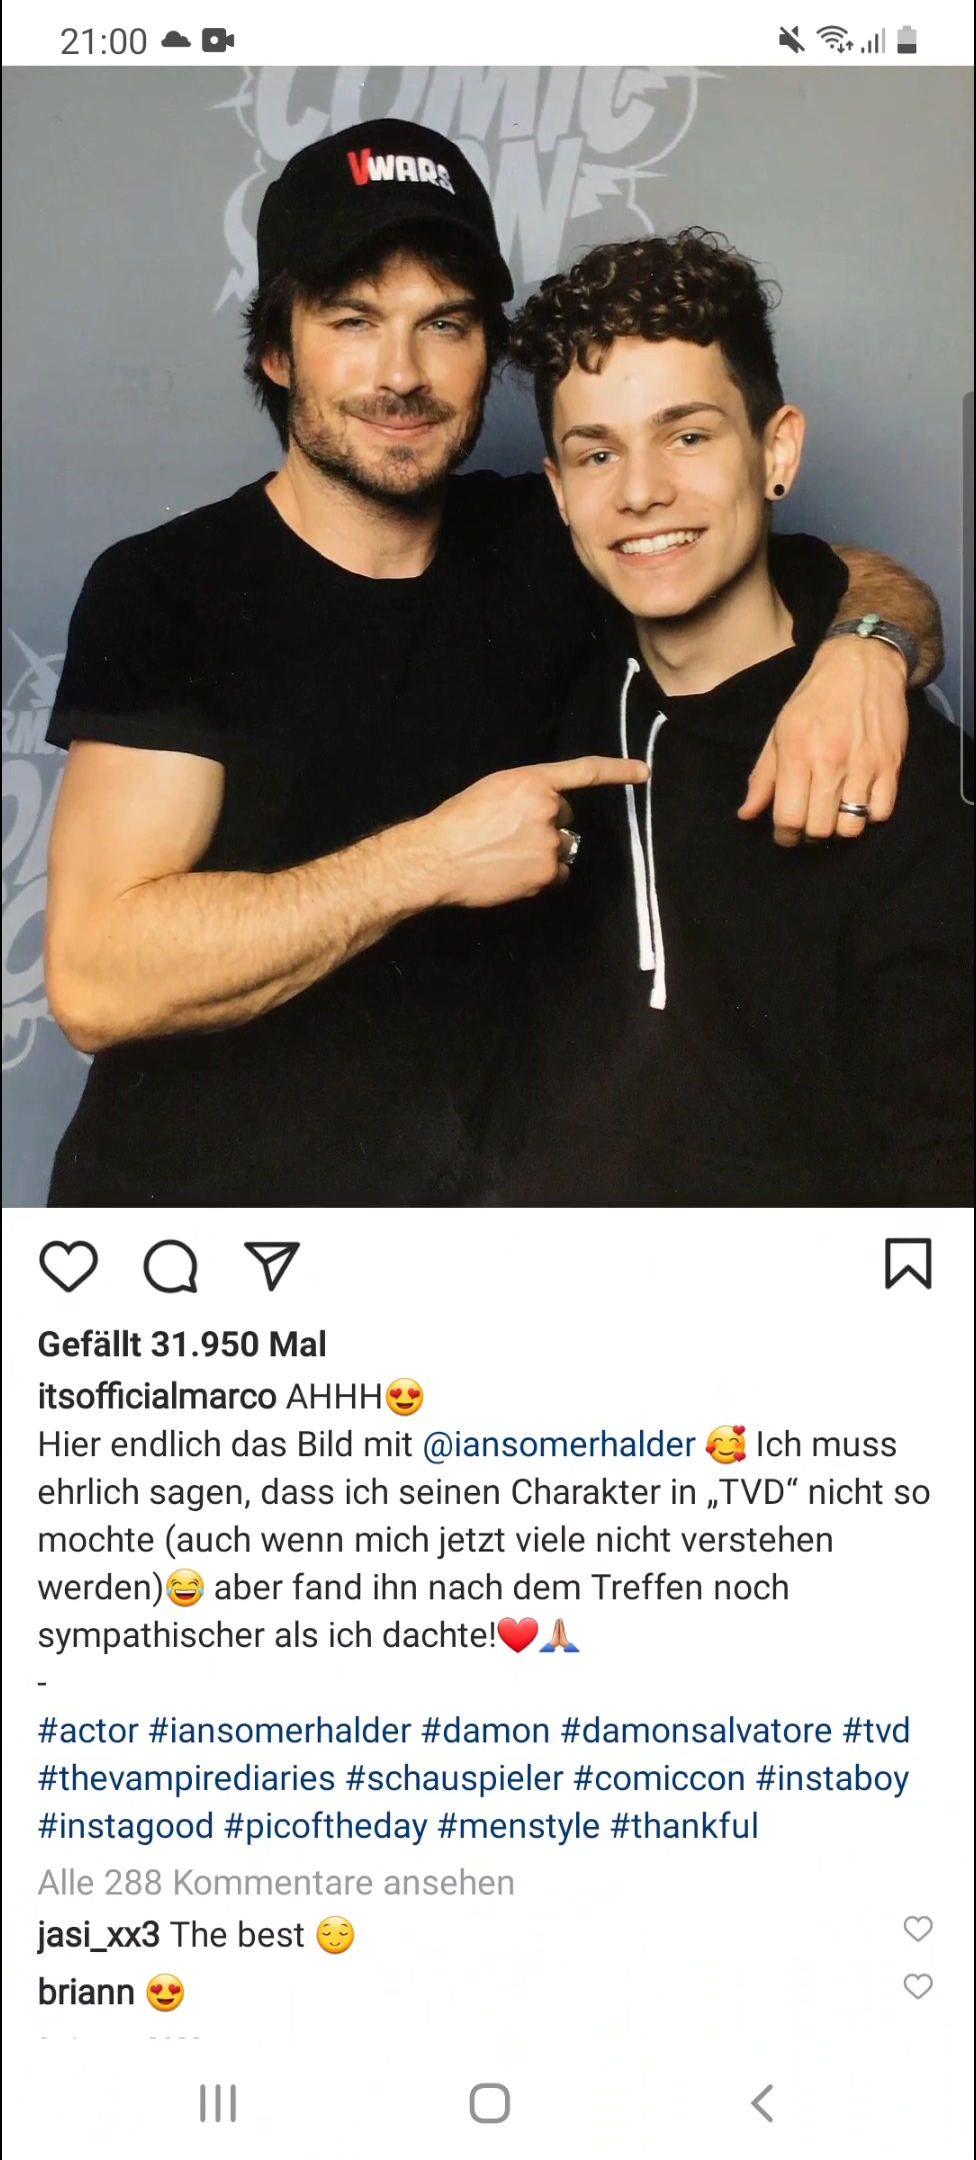 21:00
COMIC
CON
VWARS
Gefällt 31.950 Mal
itsofficialmarco AHHH😍
Hier endlich das Bild mit @iansomerhalder 🥰 Ich muss
ehrlich sagen, dass ich seinen Charakter in „TVD“ nicht so
mochte (auch wenn mich jetzt viele nicht verstehen
werden)😂 aber fand ihn nach dem Treffen noch
sympathischer als ich dachte!❤️🙏🏼
-
#actor #iansomerhalder #damon #damonsalvatore #tvd
#thevampirediaries #schauspieler #comiccon #instaboy
#instagood #picoftheday #menstyle #thankful
Alle 288 Kommentare ansehen
jasi_xx3 The best 😌
briann 😍